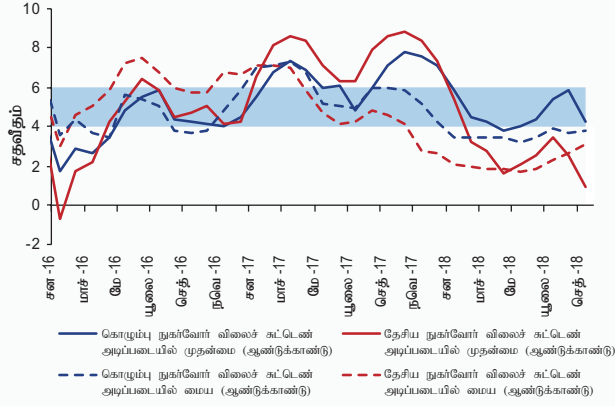 சதவீதம்
10
8
6
4
2
0
-2
சன -16
மார்ச் -16
மே -16
யூலை -16
செத் -16
நவெ -16
சன -17
மார்ச் -17
மே -17
யூலை -17
செத் -17
நவெ -17
சன -18
மார்ச் -18
மே -18
யூலை -18
செத் -18
கொழும்பு நுகர்வோர் விலைச் சுட்டெண்
அடிப்படையில் முதன்மை (ஆண்டுக்காண்டு)
தேசிய நுகர்வோர் விலைச் சுட்டெண்
அடிப்படையில் முதன்மை (ஆண்டுக்காண்டு)
கொழும்பு நுகர்வோர் விலைச் சுட்டெண்
அடிப்படையில் மைய (ஆண்டுக்காண்டு)
தேசிய நுகர்வோர் விலைச் சுட்டெண்
அடிப்படையில் மைய (ஆண்டுக்காண்டு)